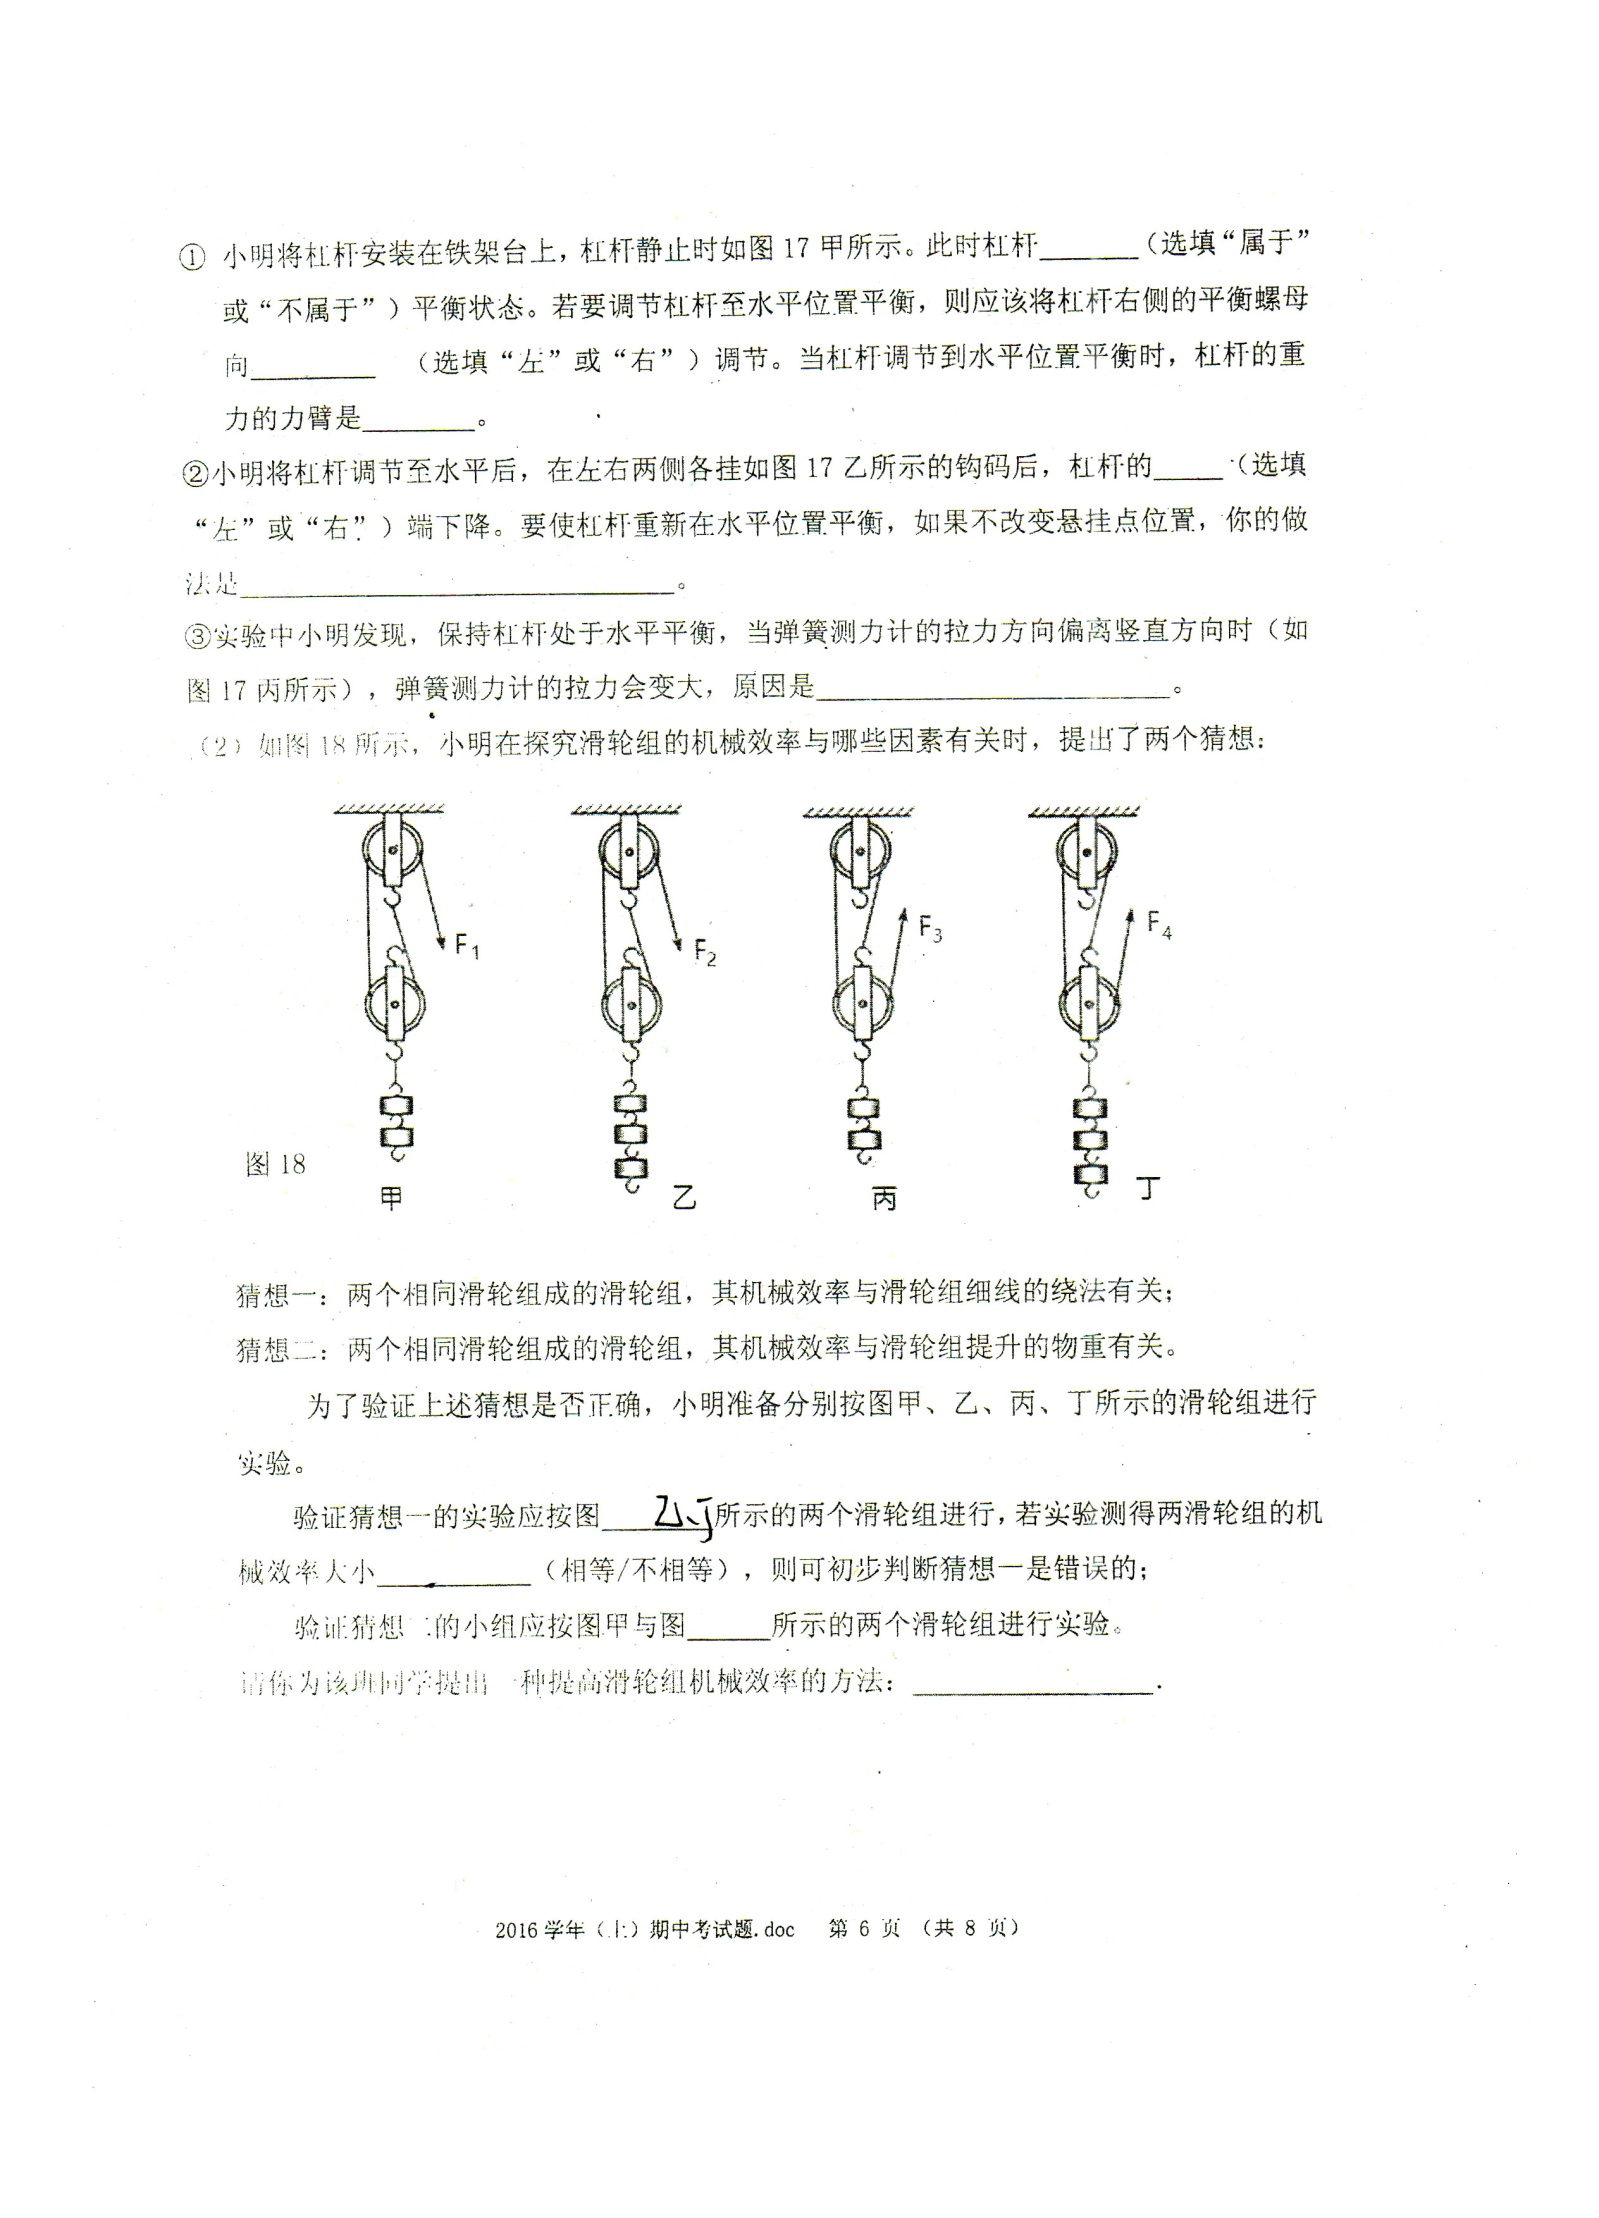 ① 小明将杠杆安装在铁架台上，杠杆静止时如图 17 甲所示。此时杠杆_______（选填“属于”
或“不属于”）平衡状态。若要调节杠杆至水平位置平衡，则应该将杠杆右侧的平衡螺母
向_________ （选填“左”或“右”）调节。当杠杆调节到水平位置平衡时，杠杆的重
力的力臂是________。
②小明将杠杆调节至水平后，在左右两侧各挂如图 17 乙所示的钩码后，杠杆的_____（选填
“左”或“右”）端下降。要使杠杆重新在水平位置平衡，如果不改变悬挂点位置，你的做
法是_______________________________。
③实验中小明发现，保持杠杆处于水平平衡，当弹簧测力计的拉力方向偏离竖直方向时（如
图 17 丙所示），弹簧测力计的拉力会变大，原因是_________________________。
（2）如图 18 所示，小明在探究滑轮组的机械效率与哪些因素有关时，提出了两个猜想：
F1 F2 F3 F4
图 18
甲 乙 丙 丁
猜想一：两个相同滑轮组成的滑轮组，其机械效率与滑轮组细线的绕法有关；
猜想二：两个相同滑轮组成的滑轮组，其机械效率与滑轮组提升的物重有关。
为了验证上述猜想是否正确，小明准备分别按图甲、乙、丙、丁所示的滑轮组进行
实验。
验证猜想一的实验应按图____乙、丁所示的两个滑轮组进行，若实验测得两滑轮组的机
械效率大小___________（相等/不相等），则可初步判断猜想一是错误的；
验证猜想二的小组应按图甲与图______所示的两个滑轮组进行实验。
请你为该班同学提出一种提高滑轮组机械效率的方法：_________________.
2016 学年（上）期中考试题.doc 第 6 页 （共 8 页）